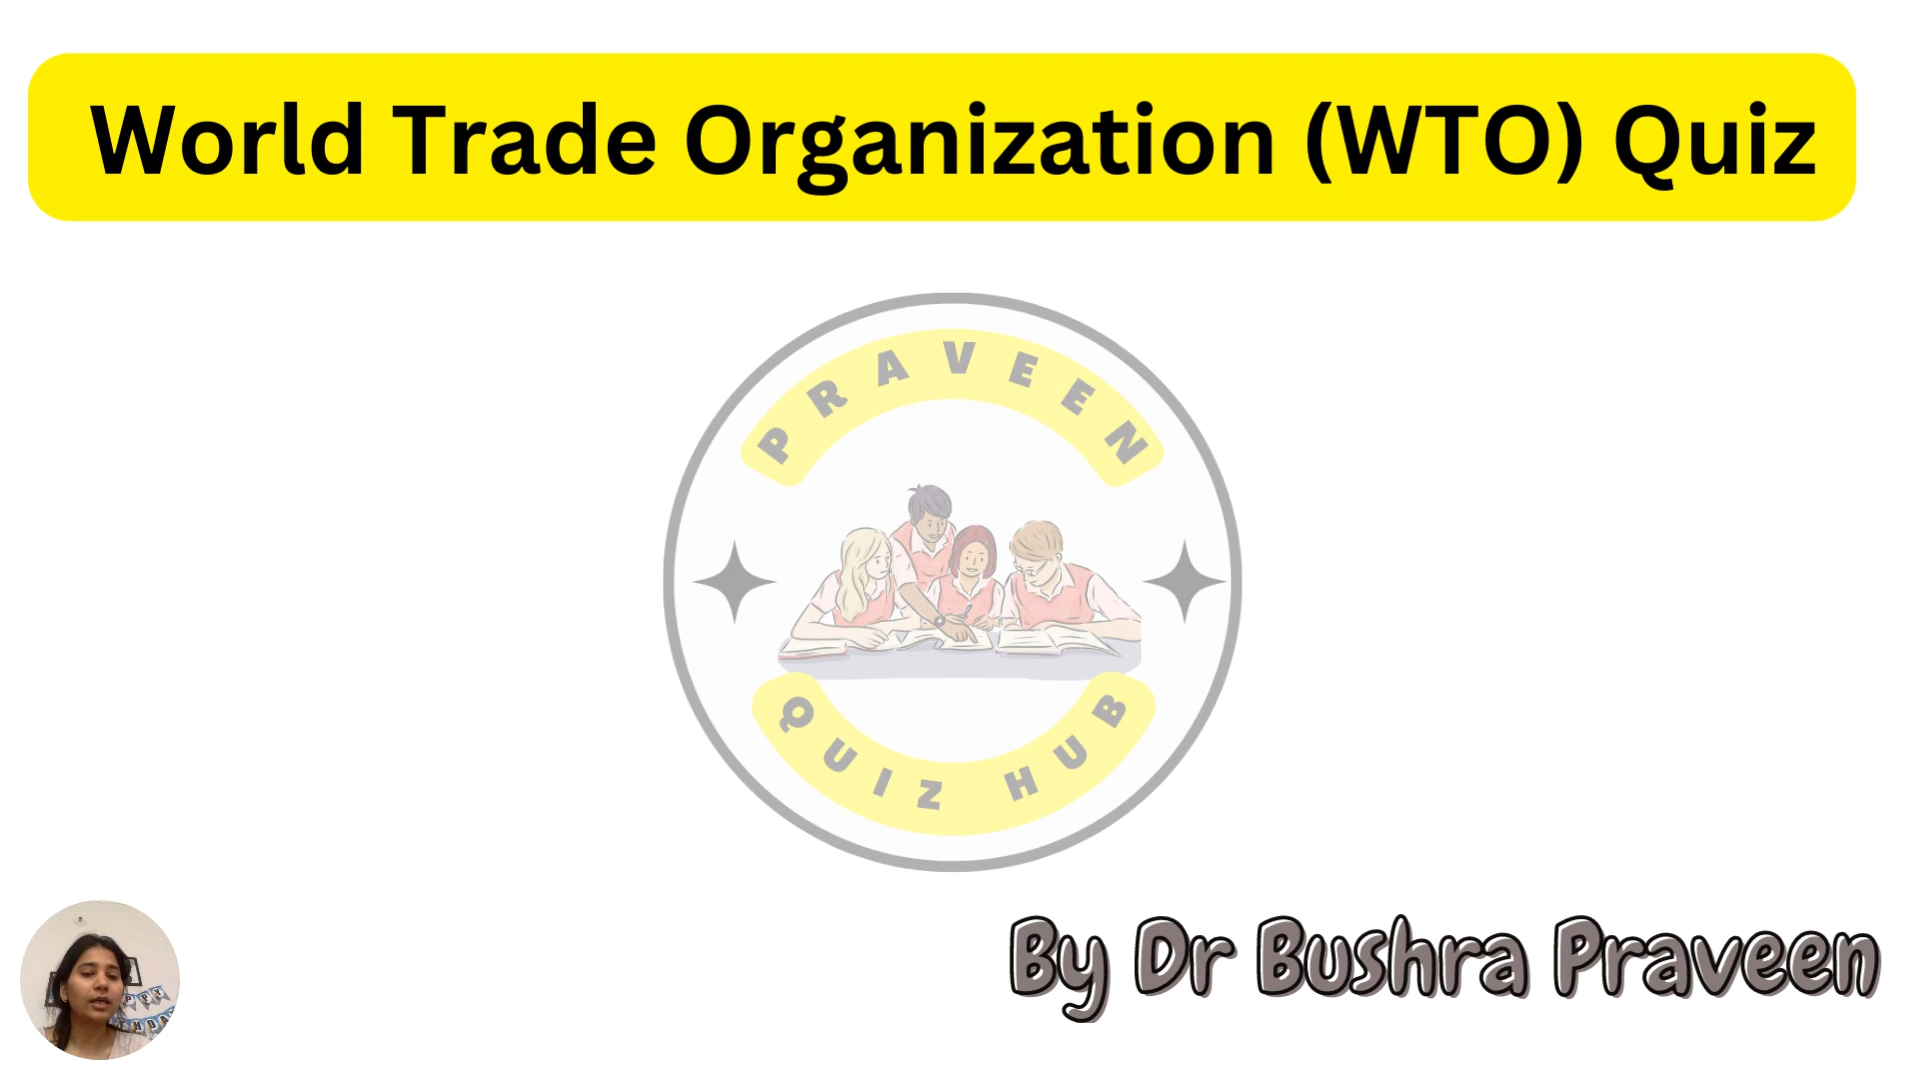 World Trade Organization (WTO) Quiz
PRAVEEN
QUIZ HUB
By Dr Bushra Praveen